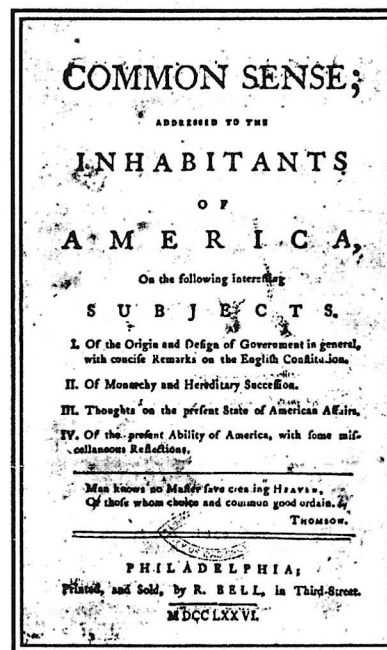 COMMON SENSE;
ADDRESSED TO THE
INHABITANTS
OF
AMERICA,
On the following intereſting
SUBJECTS.
I. Of the Origin and Deſign of Government in general,
with conciſe Remarks on the Engliſh Conſtitution.
II. Of Monarchy and Hereditary Succeſſion.
III. Thoughts on the preſent State of American Affairs.
IV. Of the preſent Ability of America, with ſome miſ-
cellaneous Reflections.
Man knows no Maſter ſave creating HEAVEN,
Or thoſe whom choice and common good ordain.
THOMSON.
PHILADELPHIA;
Printed, and Sold, by R. BELL, in Third-Street.
MDCCLXXVI.